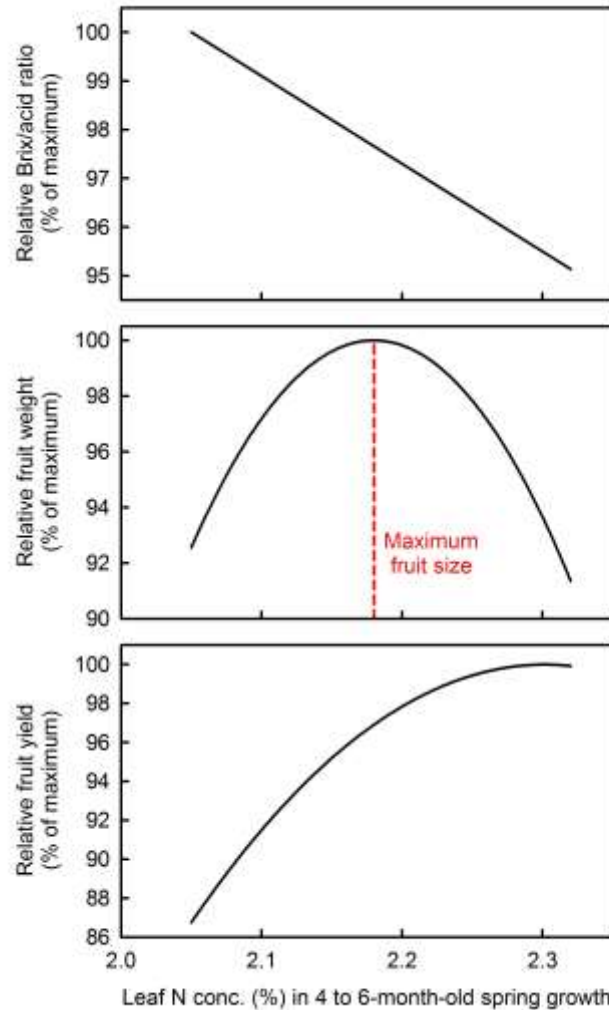 Relative Brix/acid ratio
(% of maximum)
100
99
98
97
96
95
Relative fruit weight
(% of maximum)
100
98
96
94
92
90
Maximum
fruit size
Relative fruit yield
(% of maximum)
100
98
96
94
92
90
88
86
2.0
2.1
2.2
2.3
Leaf N conc. (%) in 4 to 6-month-old spring growth